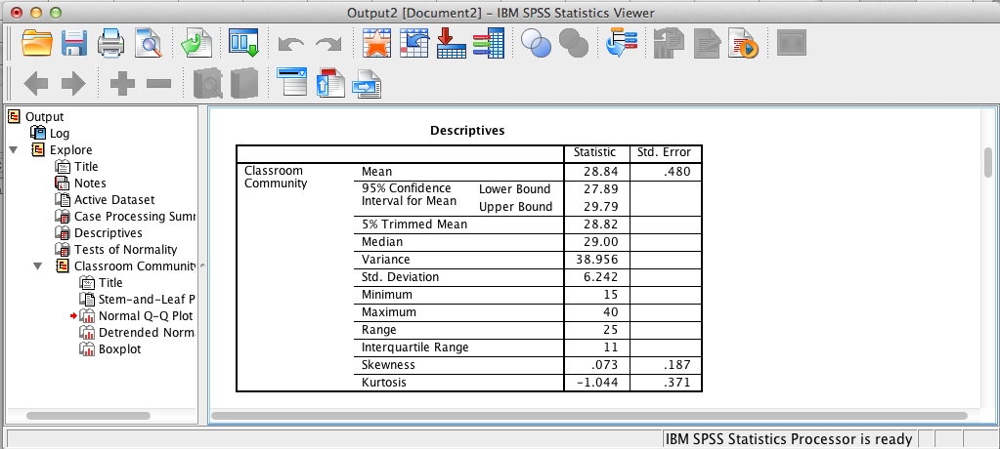 Output2 [Document2] - IBM SPSS Statistics Viewer
Output
Log
Explore
Title
Notes
Active Dataset
Case Processing Sum
Descriptives
Tests of Normality
Classroom Communit
Title
Stem-and-Leaf P
Normal Q-Q Plot
Detrended Norm
Boxplot
Descriptives
Statistic Std. Error
Classroom Community Mean 28.84 .480
95% Confidence Interval for Mean Lower Bound 27.89
Upper Bound 29.79
5% Trimmed Mean 28.82
Median 29.00
Variance 38.956
Std. Deviation 6.242
Minimum 15
Maximum 40
Range 25
Interquartile Range 11
Skewness .073 .187
Kurtosis -1.044 .371
IBM SPSS Statistics Processor is ready